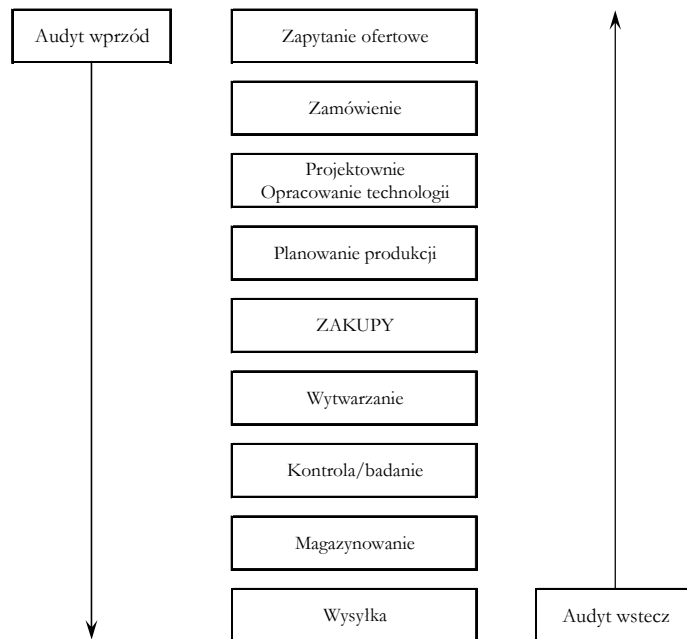 Audyt wprzód
Zapytanie ofertowe
Zamówienie
Projektownie
Opracowanie technologii
Planowanie produkcji
ZAKUPY
Wytwarzanie
Kontrola/badanie
Magazynowanie
Wysyłka
Audyt wstecz